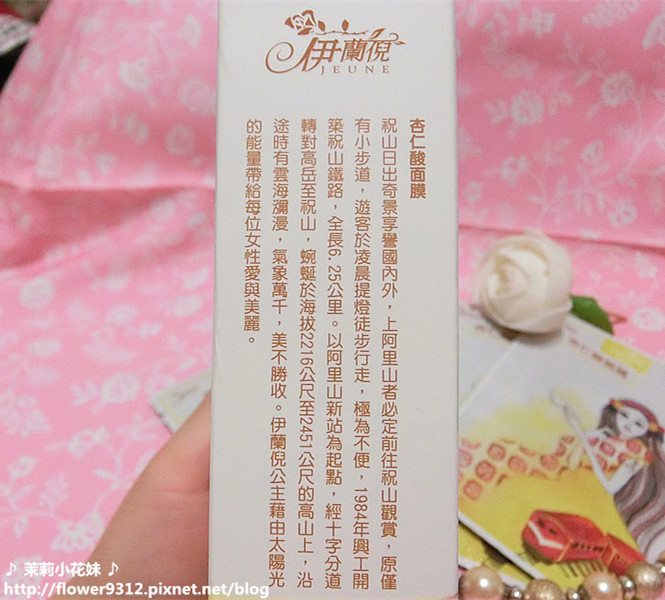 伊蘭倪
JEUNE
杏仁酸面膜
祝山日出奇景享譽國內外，上阿里山者必定前往祝山觀賞，原僅
有小步道，遊客於凌晨提燈徒步行走，極為不便，1984年興工開
築祝山鐵路，全長6.25公里。以阿里山新站為起點，經十字分道
轉對高岳至祝山，蜿蜒於海拔2216公尺至2451公尺的高山上，沿
途時有雲海瀰漫，氣象萬千，美不勝收。伊蘭倪公主藉由太陽光
的能量帶給每位女性愛與美麗。
♪ 茉莉小花妹 ♪
http://flower9312.pixnet.net/blog